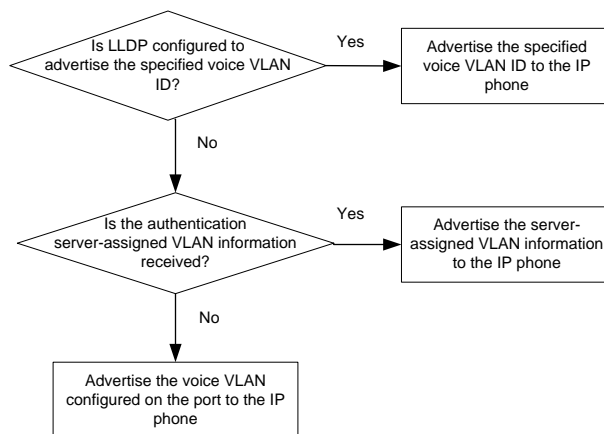 Is LLDP configured to
advertise the specified voice VLAN
ID?
Yes
Advertise the specified
voice VLAN ID to the IP
phone
No
Is the authentication
server-assigned VLAN information
received?
Yes
Advertise the server-
assigned VLAN information
to the IP phone
No
Advertise the voice VLAN
configured on the port to the IP
phone